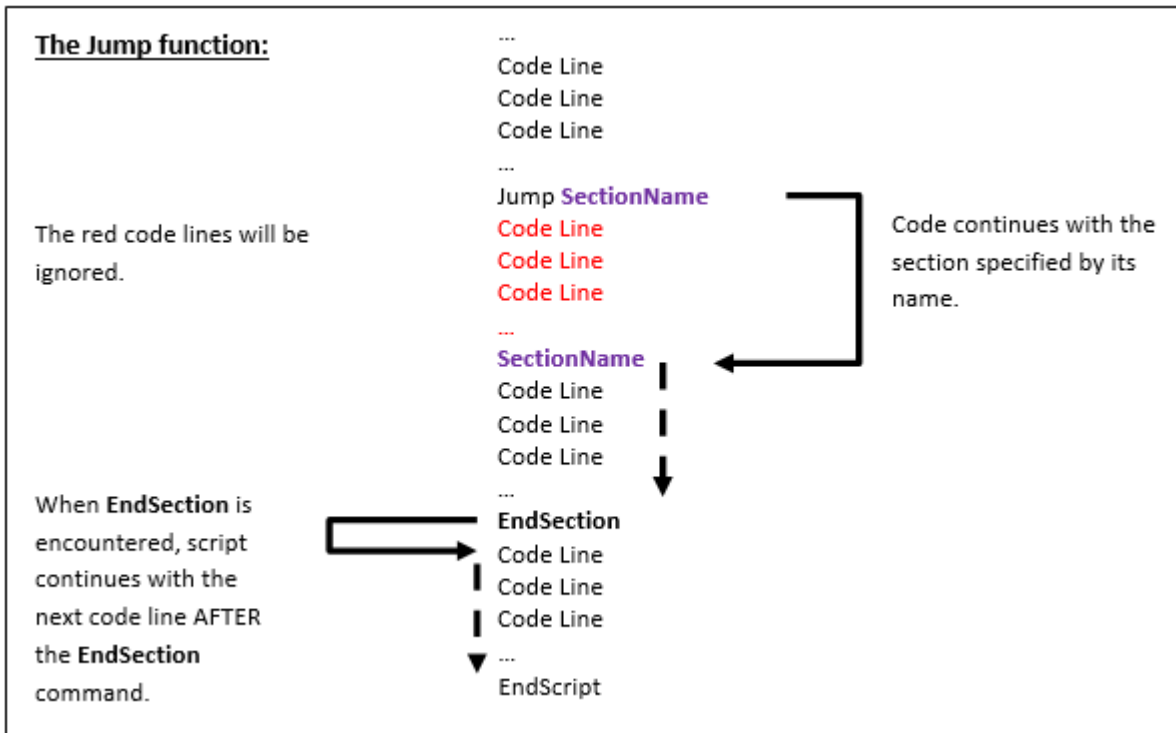 The Jump function:
...
Code Line
Code Line
Code Line
...
Jump SectionName
Code Line
Code Line
Code Line
...
The red code lines will be
ignored.
Code continues with the
section specified by its
name.
SectionName
Code Line
Code Line
Code Line
...
EndSection
When EndSection is
encountered, script
continues with the
next code line AFTER
the EndSection
command.
Code Line
Code Line
Code Line
...
EndScript